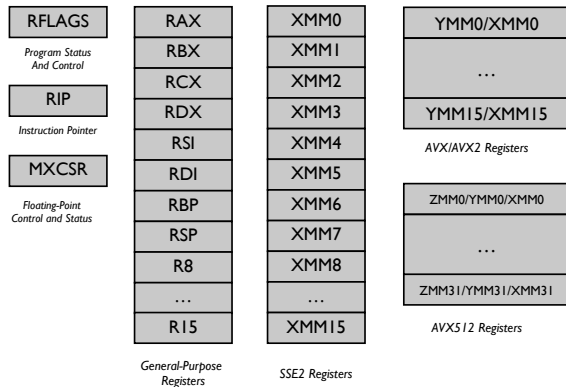 RFLAGS
Program Status
And Control
RIP
Instruction Pointer
MXCSR
Floating-Point
Control and Status
RAX
RBX
RCX
RDX
RSI
RDI
RBP
RSP
R8
...
R15
General-Purpose
Registers
XMM0
XMM1
XMM2
XMM3
XMM4
XMM5
XMM6
XMM7
XMM8
...
XMM15
SSE2 Registers
YMM0/XMM0
...
YMM15/XMM15
AVX/AVX2 Registers
ZMM0/YMM0/XMM0
...
ZMM31/YMM31/XMM31
AVX512 Registers